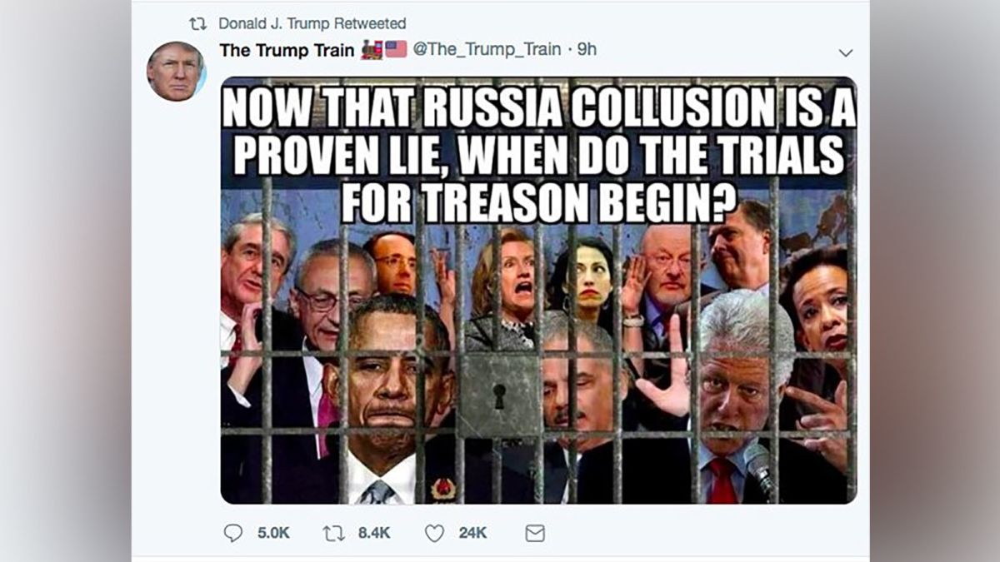 Donald J. Trump Retweeted
The Trump Train 🚂🇺🇸 @The_Trump_Train · 9h
NOW THAT RUSSIA COLLUSION IS A
PROVEN LIE, WHEN DO THE TRIALS
FOR TREASON BEGIN?
5.0K 8.4K 24K